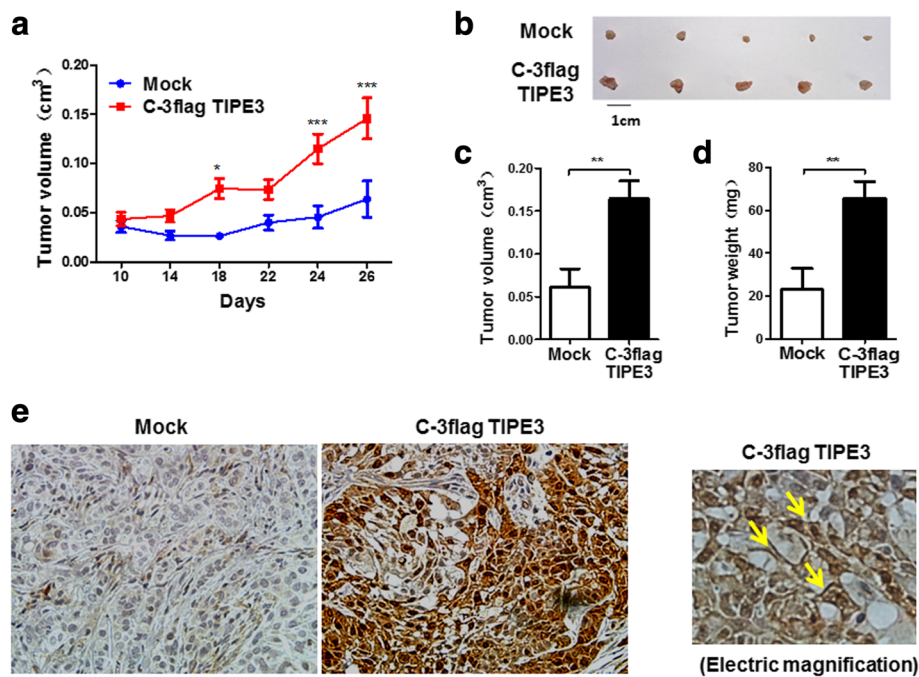 a
Tumor volume (cm³)
0.20
0.15
0.10
0.05
0.00
Mock
C-3flag TIPE3
*
***
***
10 14 18 22 24 26
Days
b
Mock
C-3flag
TIPE3
1cm
c
Tumor volume (cm³)
0.20
0.15
0.10
0.05
0.00
**
Mock C-3flag
TIPE3
d
Tumor weight (mg)
80
60
40
20
0
**
Mock C-3flag
TIPE3
e
Mock
C-3flag TIPE3
C-3flag TIPE3
(Electric magnification)